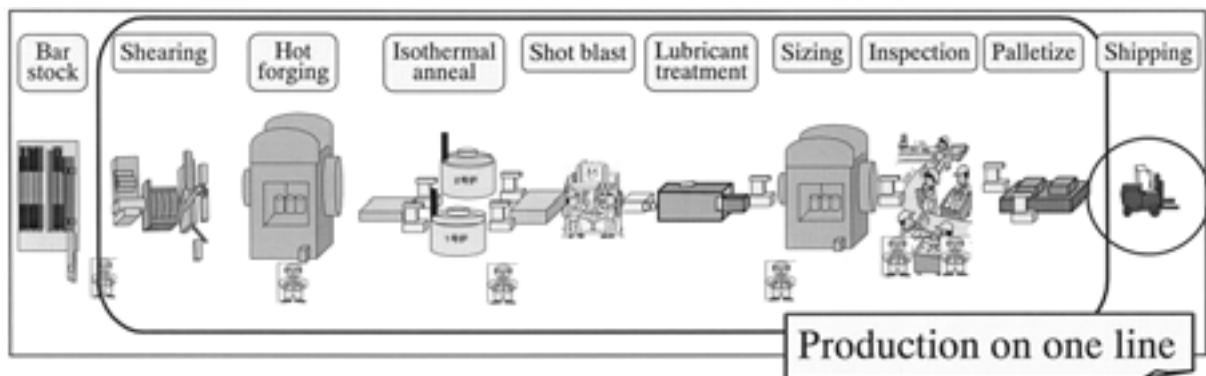 Bar
stock
Shearing
Hot
forging
Isothermal
anneal
Shot blast
Lubricant
treatment
Sizing
Inspection
Palletize
Shipping
Production on one line